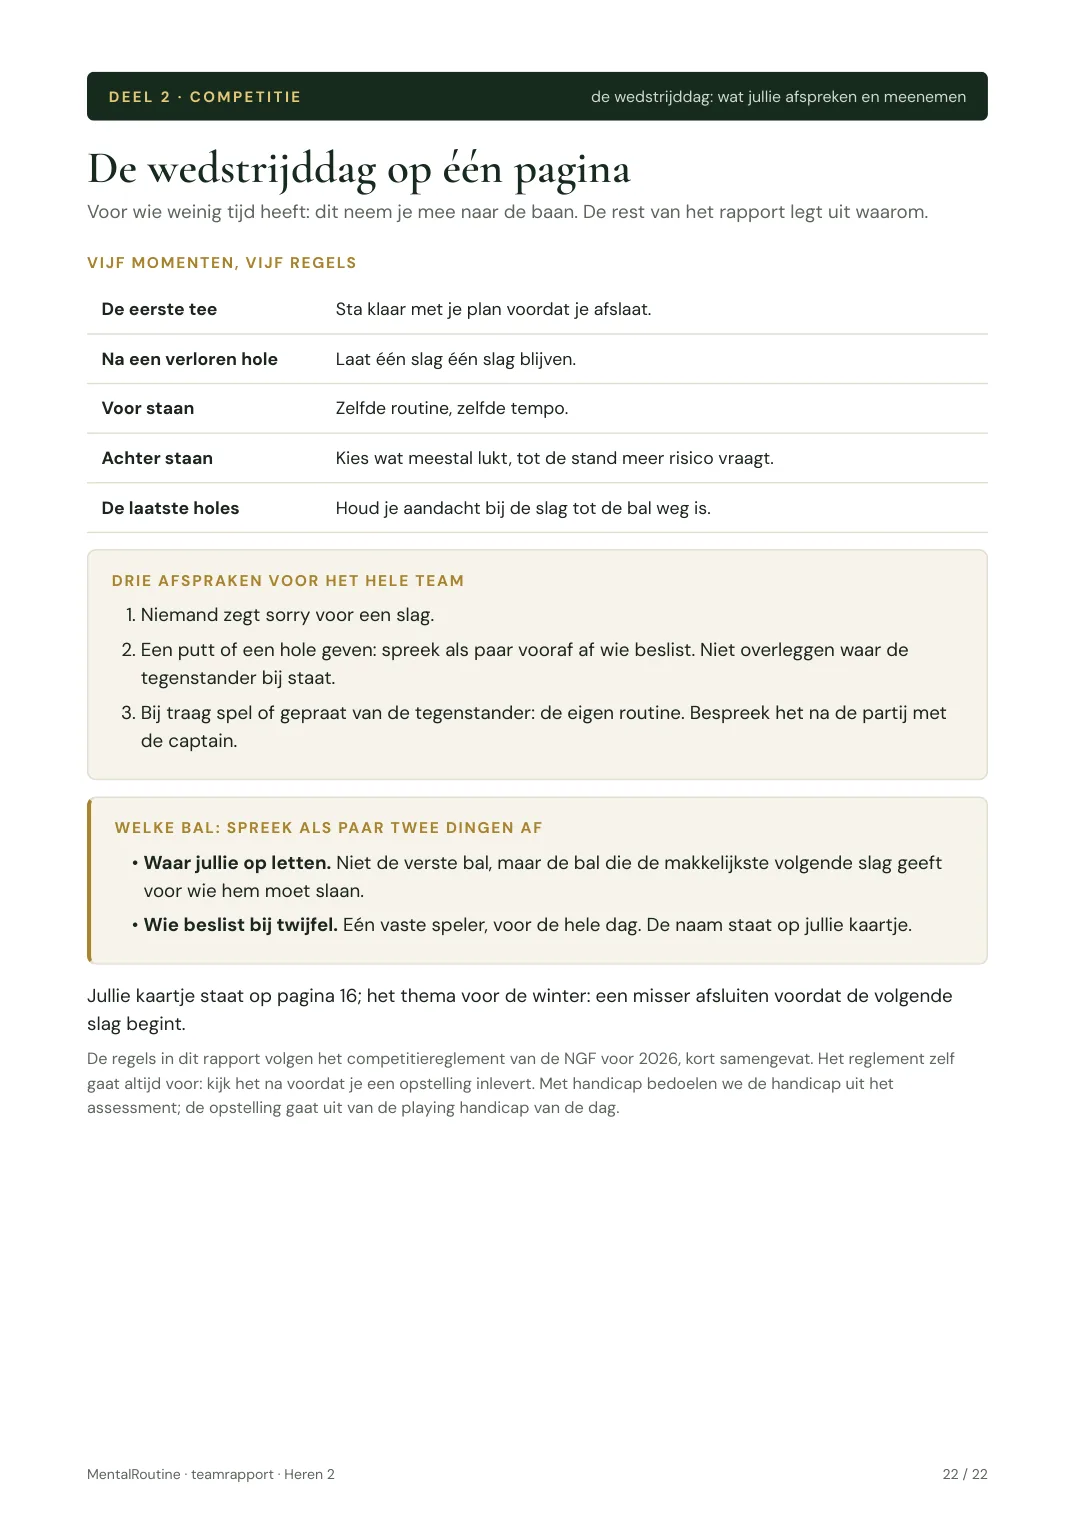 DEEL 2 · COMPETITIE
de wedstrijddag: wat jullie afspreken en meenemen
De wedstrijddag op één pagina
Voor wie weinig tijd heeft: dit neem je mee naar de baan. De rest van het rapport legt uit waarom.
VIJF MOMENTEN, VIJF REGELS
De eerste tee Sta klaar met je plan voordat je afslaat.
Na een verloren hole Laat één slag één slag blijven.
Voor staan Zelfde routine, zelfde tempo.
Achter staan Kies wat meestal lukt, tot de stand meer risico vraagt.
De laatste holes Houd je aandacht bij de slag tot de bal weg is.
DRIE AFSPRAKEN VOOR HET HELE TEAM
1. Niemand zegt sorry voor een slag.
2. Een putt of een hole geven: spreek als paar vooraf af wie beslist. Niet overleggen waar de
tegenstander bij staat.
3. Bij traag spel of gepraat van de tegenstander: de eigen routine. Bespreek het na de partij met
de captain.
WELKE BAL: SPREEK ALS PAAR TWEE DINGEN AF
• Waar jullie op letten. Niet de verste bal, maar de bal die de makkelijkste volgende slag geeft
voor wie hem moet slaan.
• Wie beslist bij twijfel. Eén vaste speler, voor de hele dag. De naam staat op jullie kaartje.
Jullie kaartje staat op pagina 16; het thema voor de winter: een misser afsluiten voordat de volgende
slag begint.
De regels in dit rapport volgen het competitiereglement van de NGF voor 2026, kort samengevat. Het reglement zelf
gaat altijd voor: kijk het na voordat je een opstelling inlevert. Met handicap bedoelen we de handicap uit het
assessment; de opstelling gaat uit van de playing handicap van de dag.
MentalRoutine · teamrapport · Heren 2
22 / 22